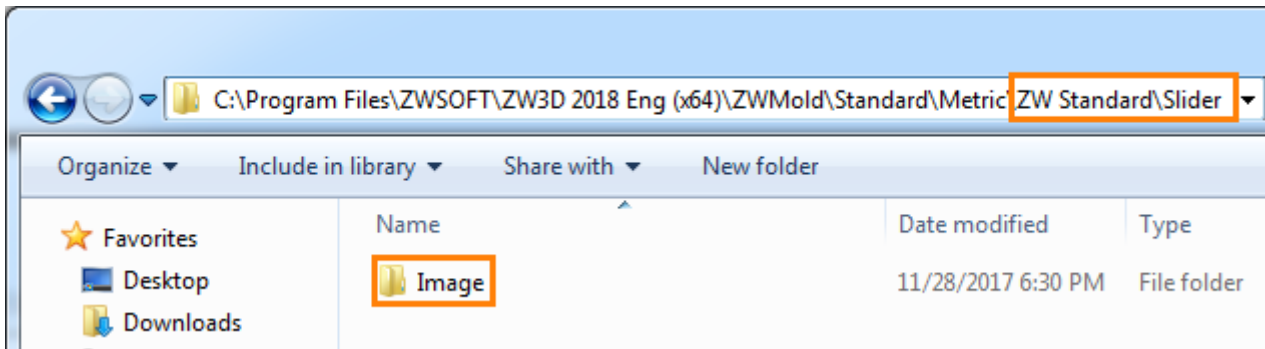 C:\Program Files\ZWSOFT\ZW3D 2018 Eng (x64)\ZWMold\Standard\Metric\ZW Standard\Slider
Organize Include in library Share with New folder
Name Date modified Type
Favorites
Image 11/28/2017 6:30 PM File folder
Desktop
Downloads